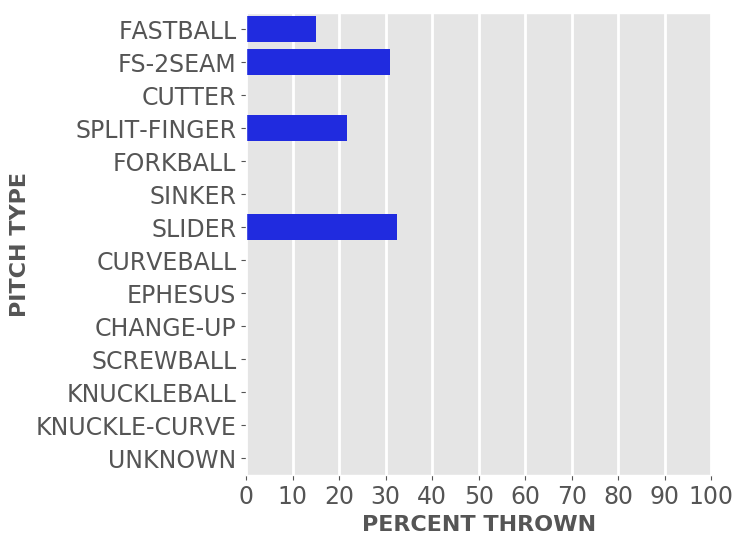 FASTBALL
FS-2SEAM
CUTTER
SPLIT-FINGER
FORKBALL
SINKER
SLIDER
CURVEBALL
EPHESUS
CHANGE-UP
SCREWBALL
KNUCKLEBALL
KNUCKLE-CURVE
UNKNOWN
PITCH TYPE
0 10 20 30 40 50 60 70 80 90 100
PERCENT THROWN